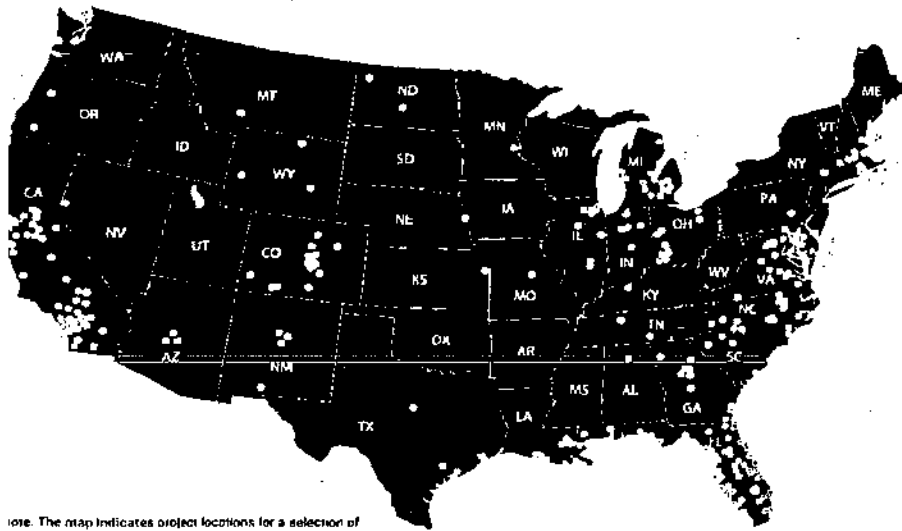 WA
MT
ND
ME
OR
MN
VT
ID
SD
WI
MI
NY
WY
CA
NE
IA
PA
NV
IL
OH
UT
CO
IN
WV
KS
MO
VA
KY
NC
TN
OK
AR
AZ
SC
NM
MS
AL
GA
LA
TX
The map indicates project locations for a selection of